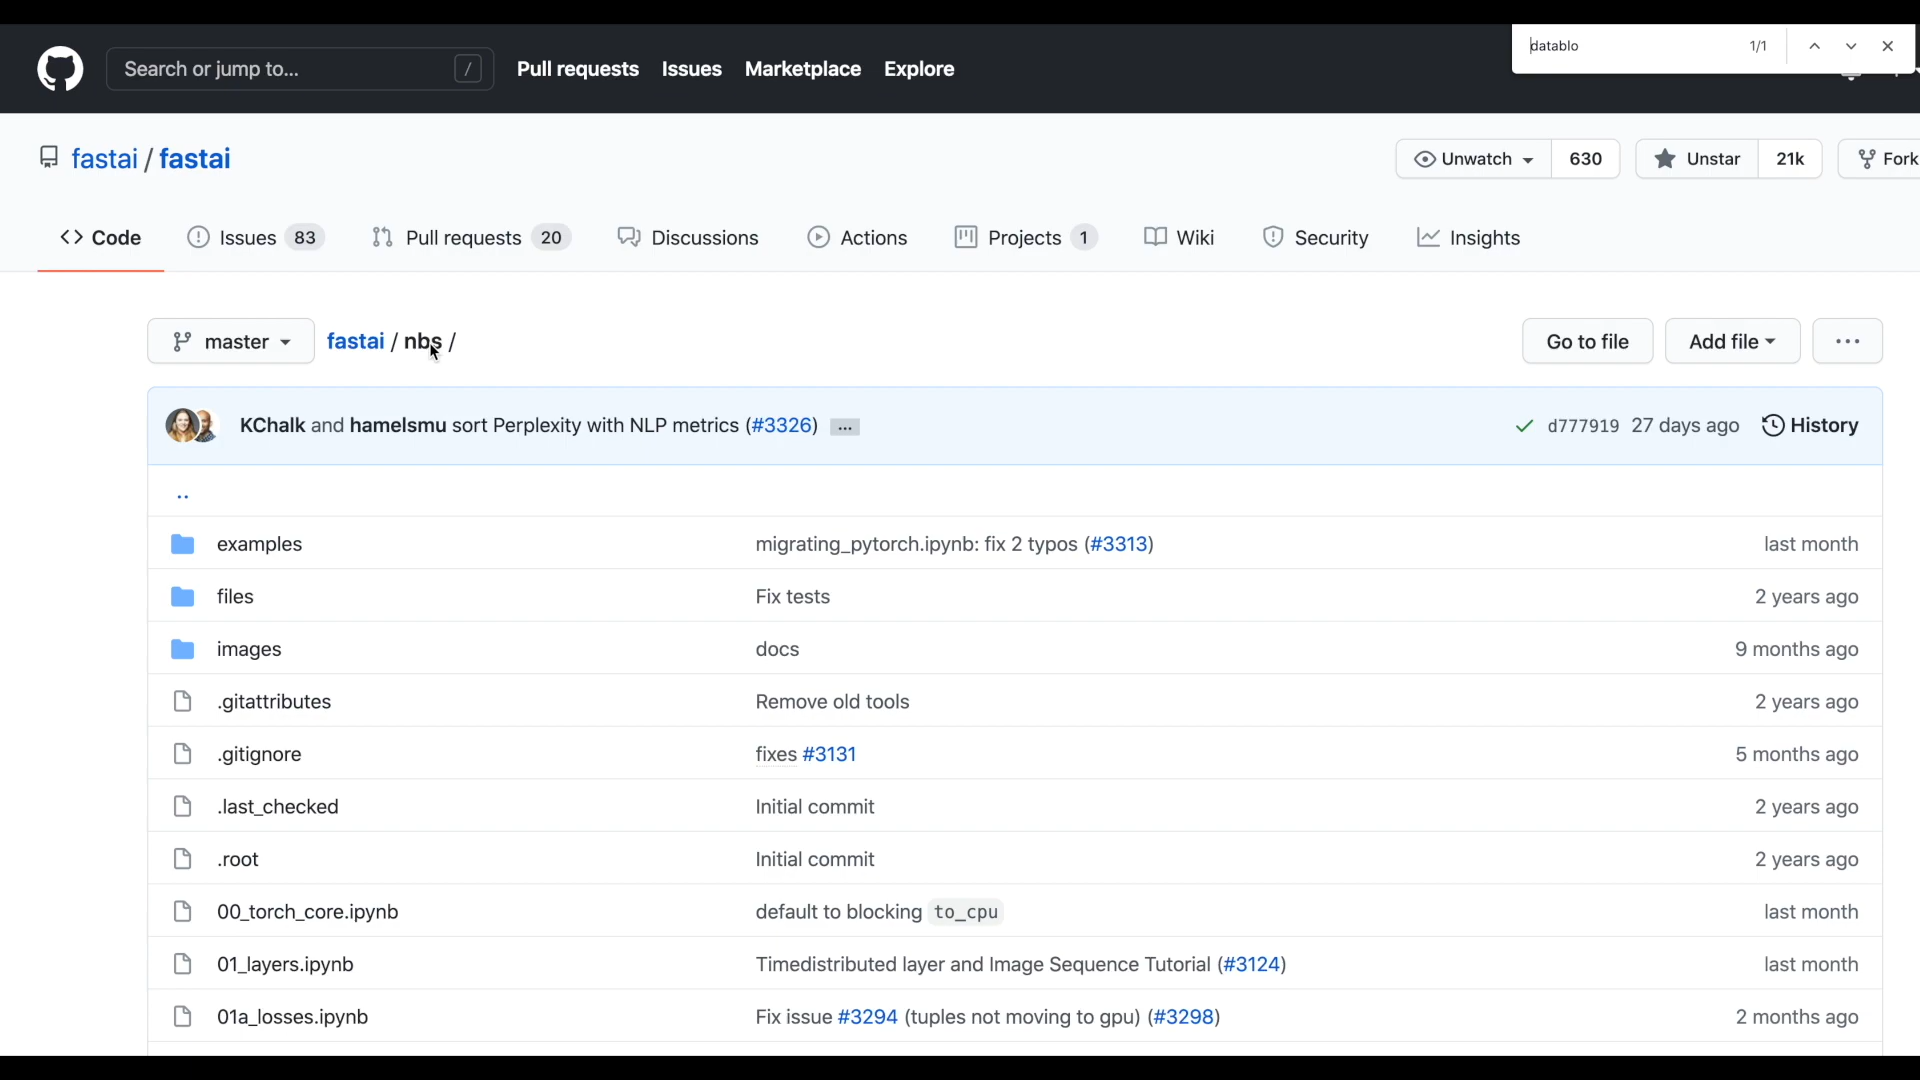 datablo 1/1
Search or jump to... / Pull requests Issues Marketplace Explore
fastai / fastai Unwatch 630 Unstar 21k Fork
Code Issues 83 Pull requests 20 Discussions Actions Projects 1 Wiki Security Insights
master fastai / nbs / Go to file Add file ...
KChalk and hamelsmu sort Perplexity with NLP metrics (#3326) ... d777919 27 days ago History
..
examples migrating_pytorch.ipynb: fix 2 typos (#3313) last month
files Fix tests 2 years ago
images docs 9 months ago
.gitattributes Remove old tools 2 years ago
.gitignore fixes #3131 5 months ago
.last_checked Initial commit 2 years ago
.root Initial commit 2 years ago
00_torch_core.ipynb default to blocking to_cpu last month
01_layers.ipynb Timedistributed layer and Image Sequence Tutorial (#3124) last month
01a_losses.ipynb Fix issue #3294 (tuples not moving to gpu) (#3298) 2 months ago